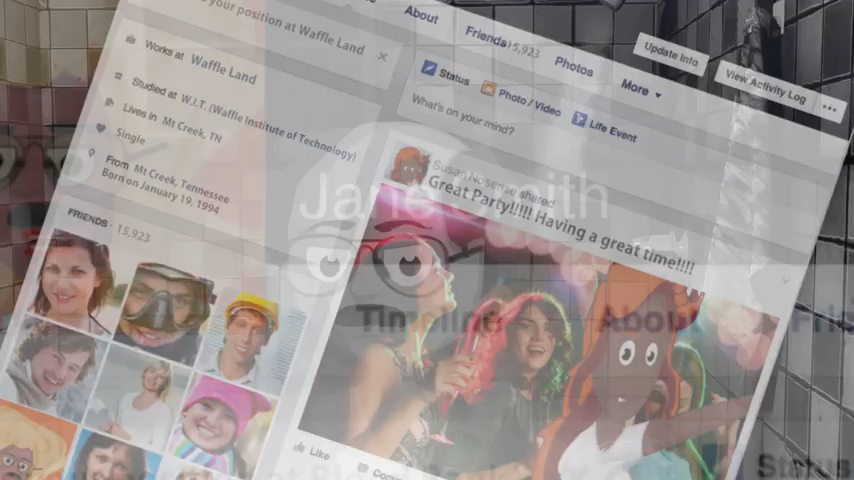 About
Friends 15,923
Photos
More
Update Info
View Activity Log
your position at Waffle Land
Works at Waffle Land
Studied at W.I.T. (Waffle Institute of Technology)
Lives in Mt Creek, TN
Single
From Mt Creek, Tennessee
Born on January 19, 1994
Status
Photo / Video
Life Event
What's on your mind?
Susan Nosense shared
Great Party!!!!! Having a great time!!!!
FRIENDS · 15,923
Timeline
About
Like
Status